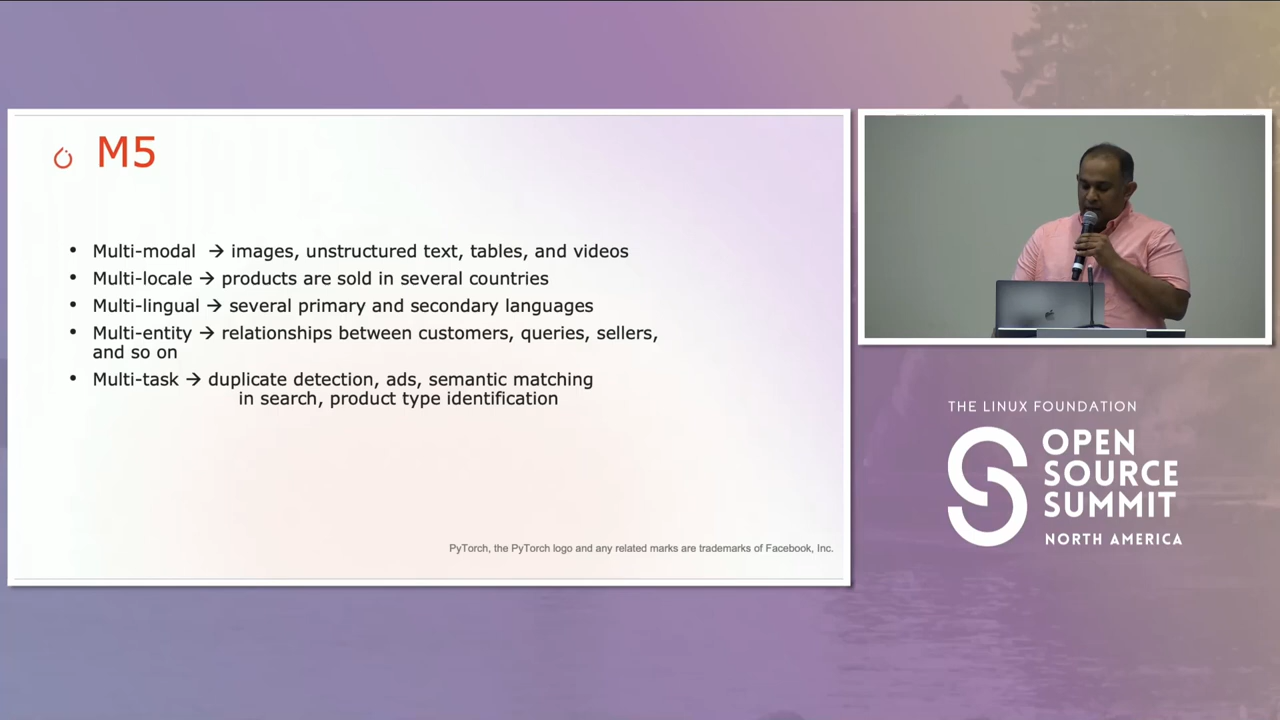 M5
• Multi-modal → images, unstructured text, tables, and videos
• Multi-locale → products are sold in several countries
• Multi-lingual → several primary and secondary languages
• Multi-entity → relationships between customers, queries, sellers,
and so on
• Multi-task → duplicate detection, ads, semantic matching
in search, product type identification
PyTorch, the PyTorch logo and any related marks are trademarks of Facebook, Inc.
THE LINUX FOUNDATION
OPEN
SOURCE
SUMMIT
NORTH AMERICA